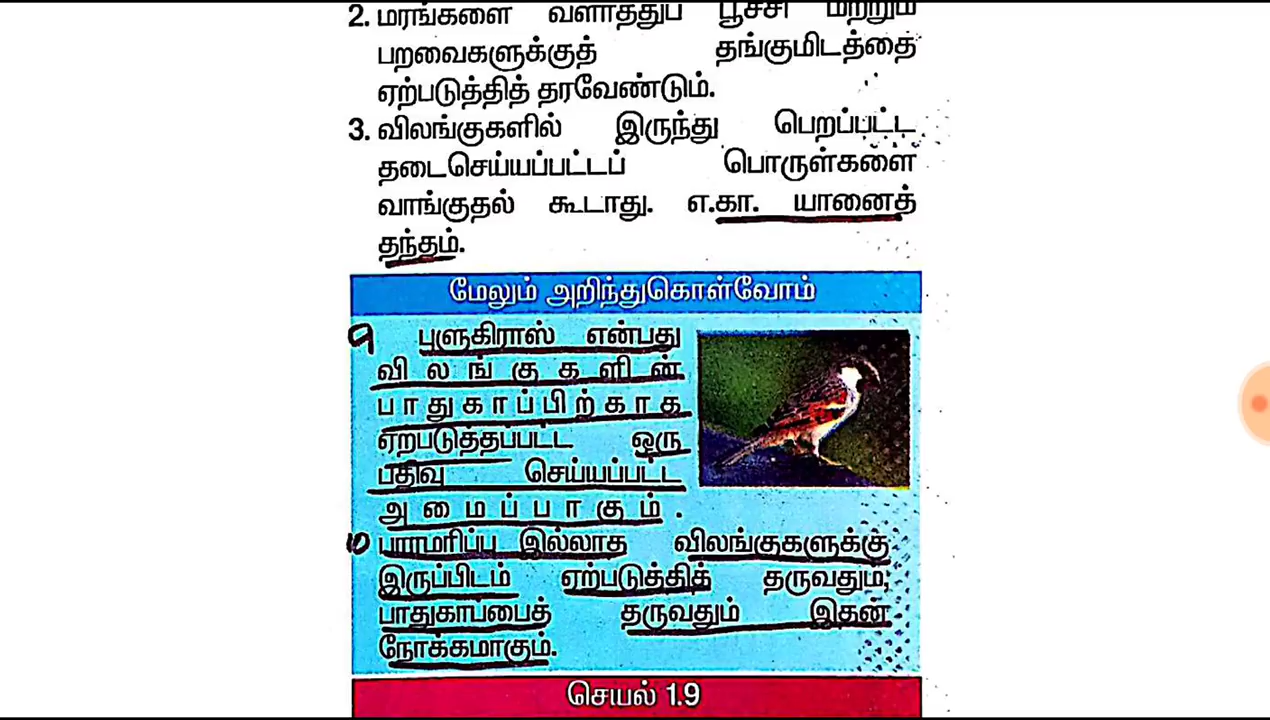 2. மரங்களை வளர்த்துப் பூச்சி மற்றும்
பறவைகளுக்குத் தங்குமிடத்தை
ஏற்படுத்தித் தரவேண்டும்.
3. விலங்குகளில் இருந்து பெறப்பட்ட
தடைசெய்யப்பட்டப் பொருள்களை
வாங்குதல் கூடாது. எ.கா. யானைத்
தந்தம்.
மேலும் அறிந்துகொள்வோம்
9 புளுகிராஸ் என்பது
விலங்குகளின்
பாதுகாப்பிற்காக
ஏற்படுத்தப்பட்ட ஒரு
பதிவு செய்யப்பட்ட
அமைப்பாகும்.
10 பராமரிப்பு இல்லாத விலங்குகளுக்கு
இருப்பிடம் ஏற்படுத்தித் தருவதும்,
பாதுகாப்பைத் தருவதும் இதன்
நோக்கமாகும்.
செயல் 1.9